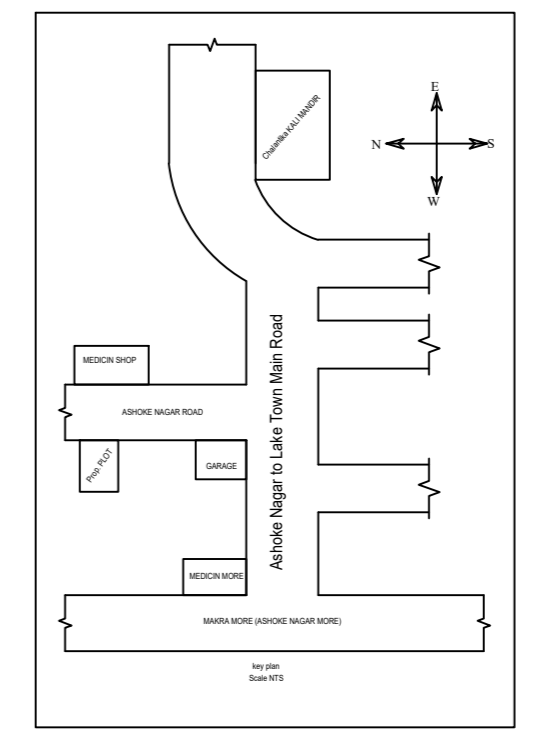 Chalantika KALI MANDIR
E
N
S
W
MEDICIN SHOP
Ashoke Nagar to Lake Town Main Road
ASHOKE NAGAR ROAD
Prop. PLOT
GARAGE
MEDICIN MORE
MAKRA MORE (ASHOKE NAGAR MORE)
key plan
Scale NTS